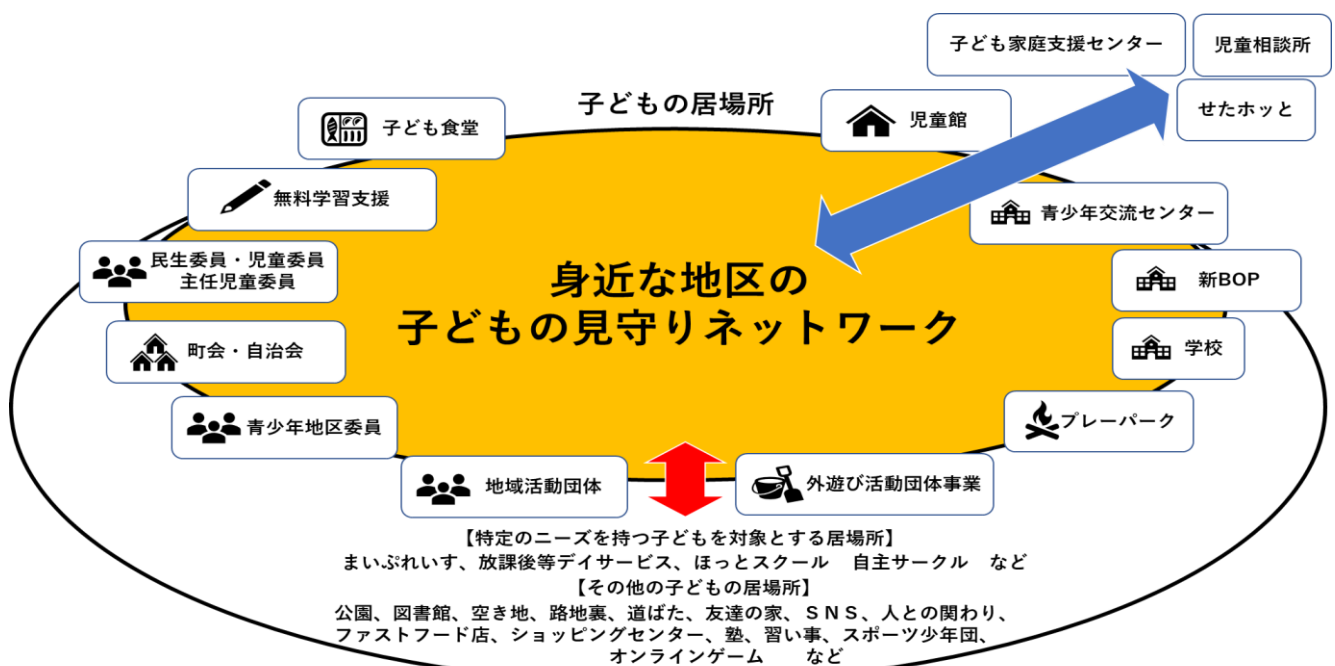 子ども家庭支援センター
児童相談所
せたホッと
子どもの居場所
子ども食堂
児童館
無料学習支援
青少年交流センター
民生委員・児童委員
主任児童委員
新BOP
身近な地区の
子どもの見守りネットワーク
町会・自治会
学校
青少年地区委員
プレーパーク
地域活動団体
外遊び活動団体事業
【特定のニーズを持つ子どもを対象とする居場所】
まいぷれいす、放課後等デイサービス、ほっとスクール　自主サークル　など
【その他の子どもの居場所】
公園、図書館、空き地、路地裏、道ばた、友達の家、ＳＮＳ、人との関わり、
ファストフード店、ショッピングセンター、塾、習い事、スポーツ少年団、
オンラインゲーム　　など